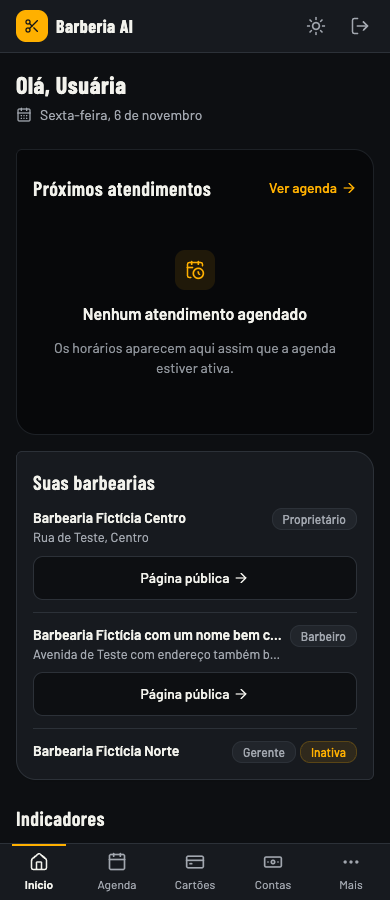 Barberia AI
Olá, Usuária
Sexta-feira, 6 de novembro
Próximos atendimentos
Ver agenda →
Nenhum atendimento agendado
Os horários aparecem aqui assim que a agenda
estiver ativa.
Suas barbearias
Barbearia Fictícia Centro
Proprietário
Rua de Teste, Centro
Página pública →
Barbearia Fictícia com um nome bem c...
Barbeiro
Avenida de Teste com endereço também b...
Página pública →
Barbearia Fictícia Norte
Gerente
Inativa
Indicadores
Início
Agenda
Cartões
Contas
Mais